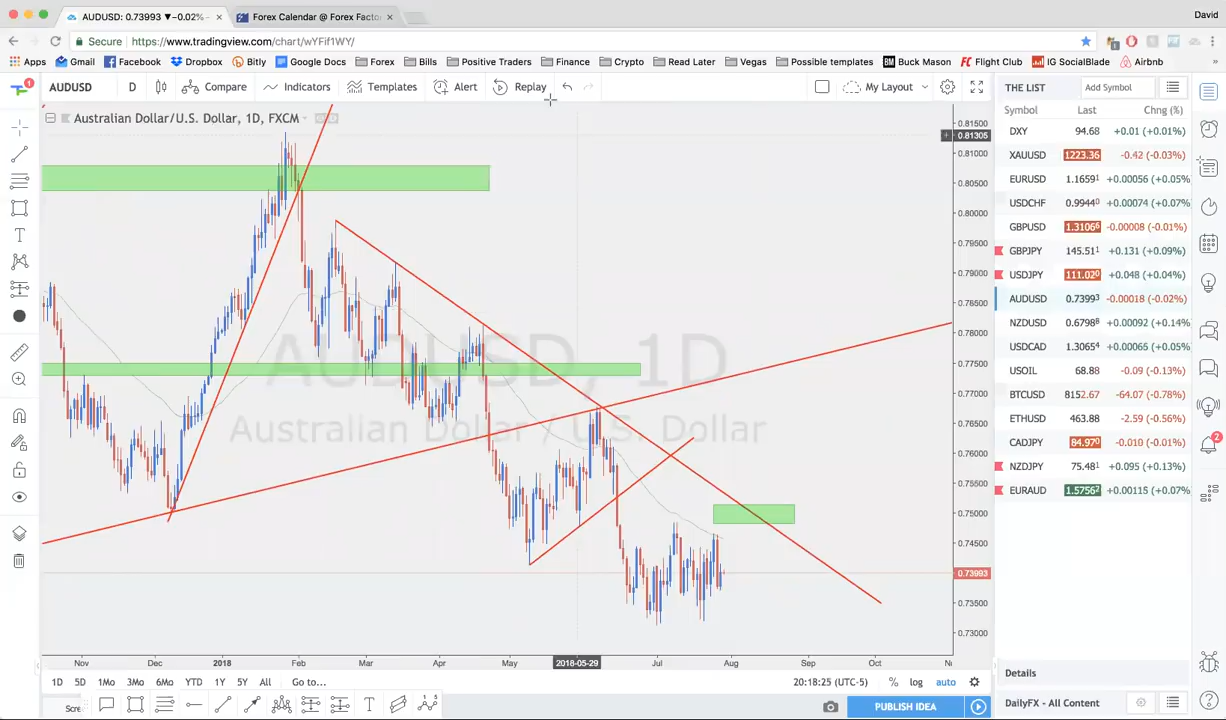 AUDUSD: 0.73993 ▼−0.02%
Forex Calendar @ Forex Facto
David
Secure https://www.tradingview.com/chart/wYFif1WY/
Apps Gmail Facebook Dropbox Bitly Google Docs Forex Bills Positive Traders Finance Crypto Read Later Vegas Possible templates Buck Mason Flight Club IG SocialBlade Airbnb »
1 AUDUSD D Compare Indicators Templates Alert Replay My Layout THE LIST Add Symbol
Symbol Last Chng (%)
Australian Dollar/U.S. Dollar, 1D, FXCM
0.81500
0.81305
0.81000
0.80500
0.80000
0.79500
0.79000
0.78500
0.78000
0.77500
0.77000
0.76500
0.76000
0.75500
0.75000
0.74500
0.73993
0.73500
0.73000
AUDUSD, 1D
Australian Dollar / U.S. Dollar
DXY 94.68 +0.01 (+0.01%)
XAUUSD 1223.36 -0.42 (-0.03%)
EURUSD 1.16591 +0.00056 (+0.05%)
USDCHF 0.99440 +0.00074 (+0.07%)
GBPUSD 1.31066 -0.00008 (-0.01%)
GBPJPY 145.511 +0.131 (+0.09%)
USDJPY 111.020 +0.048 (+0.04%)
AUDUSD 0.73993 -0.00018 (-0.02%)
NZDUSD 0.67988 +0.00092 (+0.14%
USDCAD 1.30654 +0.00065 (+0.05%
USOIL 68.88 -0.09 (-0.13%)
BTCUSD 8152.67 -64.07 (-0.78%)
ETHUSD 463.88 -2.59 (-0.56%)
CADJPY 84.970 -0.010 (-0.01%)
NZDJPY 75.481 +0.095 (+0.13%)
EURAUD 1.57562 +0.00115 (+0.07%
2
Nov Dec 2018 Feb Mar Apr May 2018-05-29 Jul Aug Sep Oct
1D 5D 1Mo 3Mo 6Mo YTD 1Y 5Y All Go to... 20:18:25 (UTC-5) % log auto
Details
Scre T PUBLISH IDEA
DailyFX - All Content